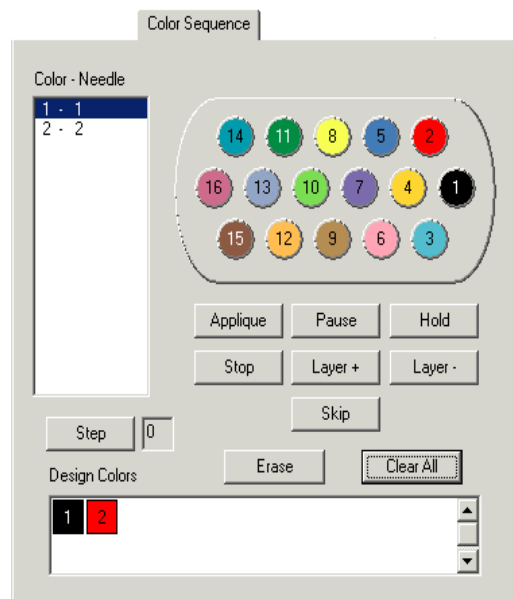 Color Sequence
Color - Needle
1 - 1
2 - 2
14 11 8 5 2
16 13 10 7 4 1
15 12 9 6 3
Applique Pause Hold
Stop Layer + Layer -
Skip
Step 0
Erase Clear All
Design Colors
1 2